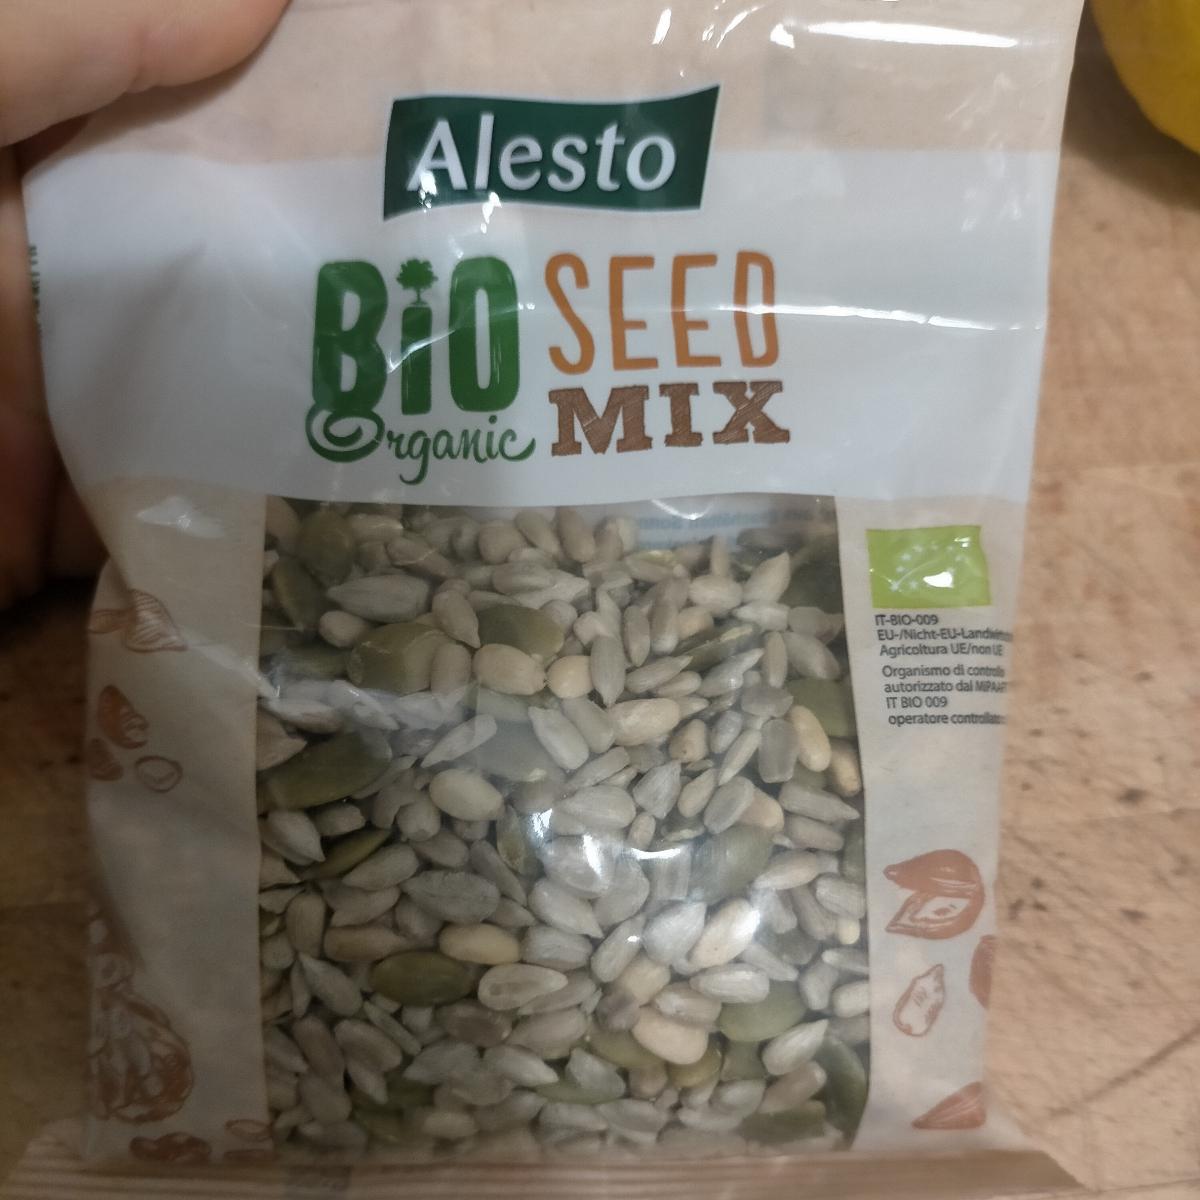 Alesto
BiO SEED
Organic MIX
IT-BIO-009
EU-/Nicht-EU-Landwirts
Agricoltura UE/non UE
Organismo di controllo
autorizzato dal MIPAAF
IT BIO 009
operatore controllato